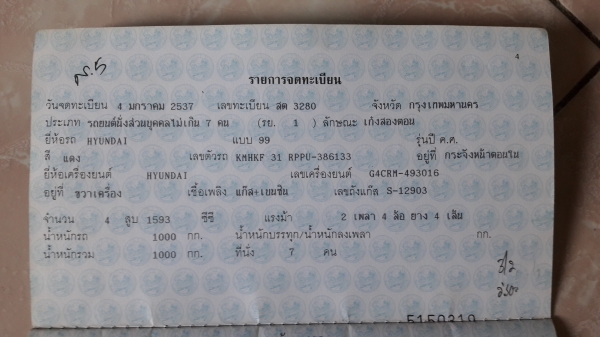 4
รายการจดทะเบียน
วันจดทะเบียน 4 มกราคม 2537 เลขทะเบียน 5ต 3280 จังหวัด กรุงเทพมหานคร
ประเภท รถยนต์นั่งส่วนบุคคลไม่เกิน 7 คน (รย. 1 ) ลักษณะ เก๋งสองตอน
ยี่ห้อรถ HYUNDAI แบบ 99 รุ่นปี ค.ศ.
สี แดง เลขตัวรถ KMHKF 31 RPPU-386133 อยู่ที่ กระจังหน้าตอนใน
ยี่ห้อเครื่องยนต์ HYUNDAI เลขเครื่องยนต์ G4CRM-493016
อยู่ที่ ขวาเครื่อง เชื้อเพลิง แก๊ส+เบนซิน เลขถังแก๊ส S-12903
จำนวน 4 สูบ 1593 ซีซี แรงม้า 2 เพลา 4 ล้อ ยาง 4 เส้น
น้ำหนักรถ 1000 กก. น้ำหนักบรรทุก/น้ำหนักลงเพลา กก.
น้ำหนักรวม 1000 กก. ที่นั่ง 7 คน
5159319